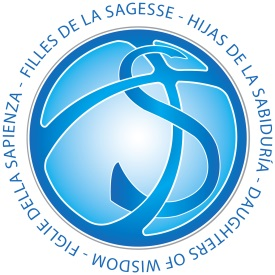 FILLES DE LA SAGESSE - HIJAS DE LA SABIDURÍA - DAUGHTERS OF WISDOM - FIGLIE DELLA SAPIENZA -